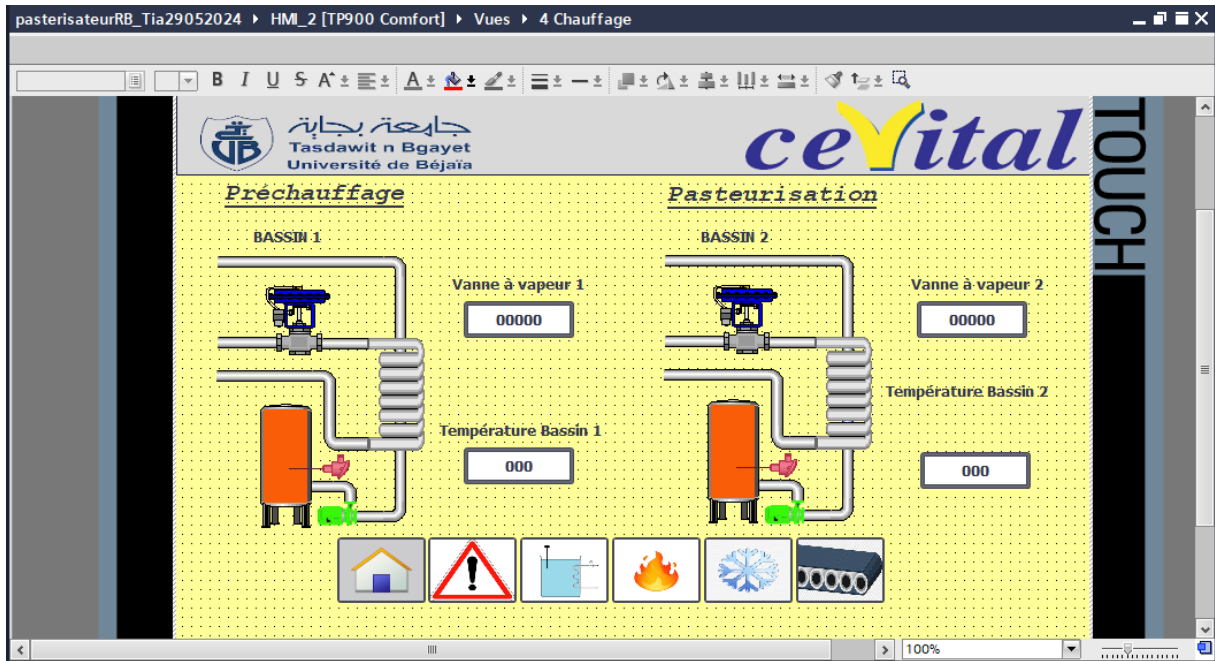 pasterisateurRB_Tia29052024 ▸ HMI_2 [TP900 Comfort] ▸ Vues ▸ 4 Chauffage
B I U S A A
جامعة بجاية
Tasdawit n Bgayet
Université de Béjaïa
UB
cevital
TOUCH
Préchauffage
Pasteurisation
BASSIN 1
BASSIN 2
Vanne à vapeur 1
00000
Vanne à vapeur 2
00000
Température Bassin 1
000
Température Bassin 2
000
100%